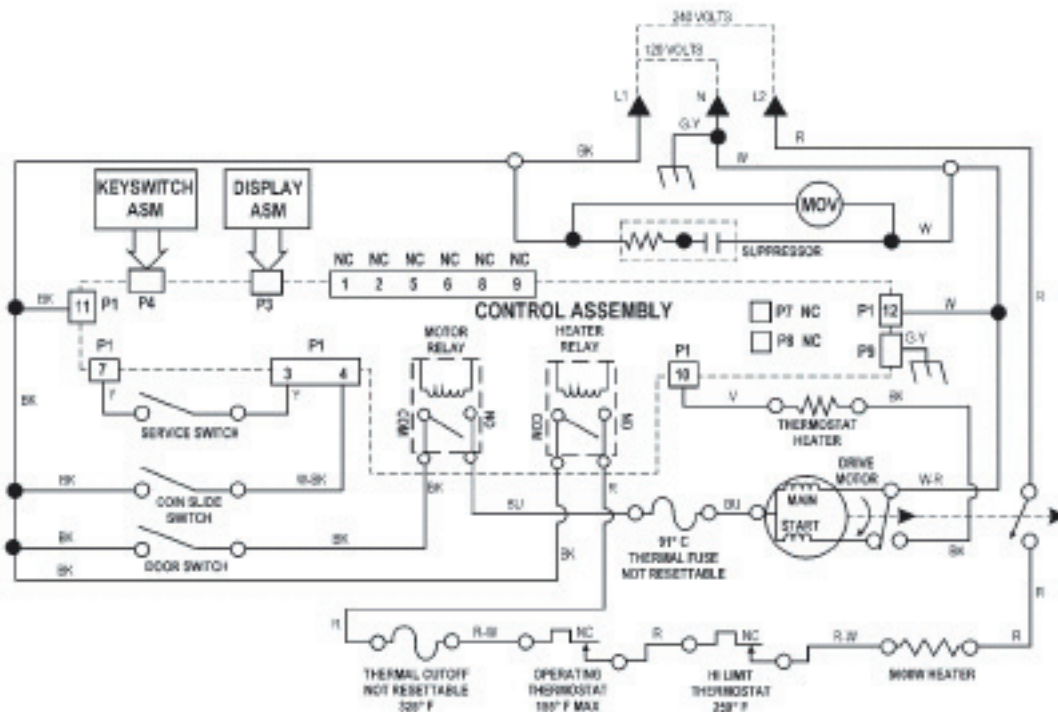 240 VOLTS
120 VOLTS
L1
N
L2
G-Y
BK
W
R
KEYSWITCH
ASM
DISPLAY
ASM
MOV
W
SUPPRESSOR
NC NC NC NC NC NC
1 2 5 6 8 9
BK
11
P1
P4
P3
CONTROL ASSEMBLY
P7 NC
P8 NC
P1
12
W
R
P9
G-Y
MOTOR
RELAY
HEATER
RELAY
P1
7
P1
3
4
P1
10
Y
Y
COM
NO
COM
NO
V
BK
THERMOSTAT
HEATER
BK
SERVICE SWITCH
BK
W-BK
COIN SLIDE
SWITCH
BK
R
BU
BU
DRIVE
MOTOR
W-R
MAIN
START
BK
91° C
THERMAL FUSE
NOT RESETTABLE
BK
BK
DOOR SWITCH
BK
BK
R
R
R-W
NC
R
NC
R-W
R
THERMAL CUTOFF
NOT RESETTABLE
OPERATING
THERMOSTAT
HI LIMIT
THERMOSTAT
HEATER